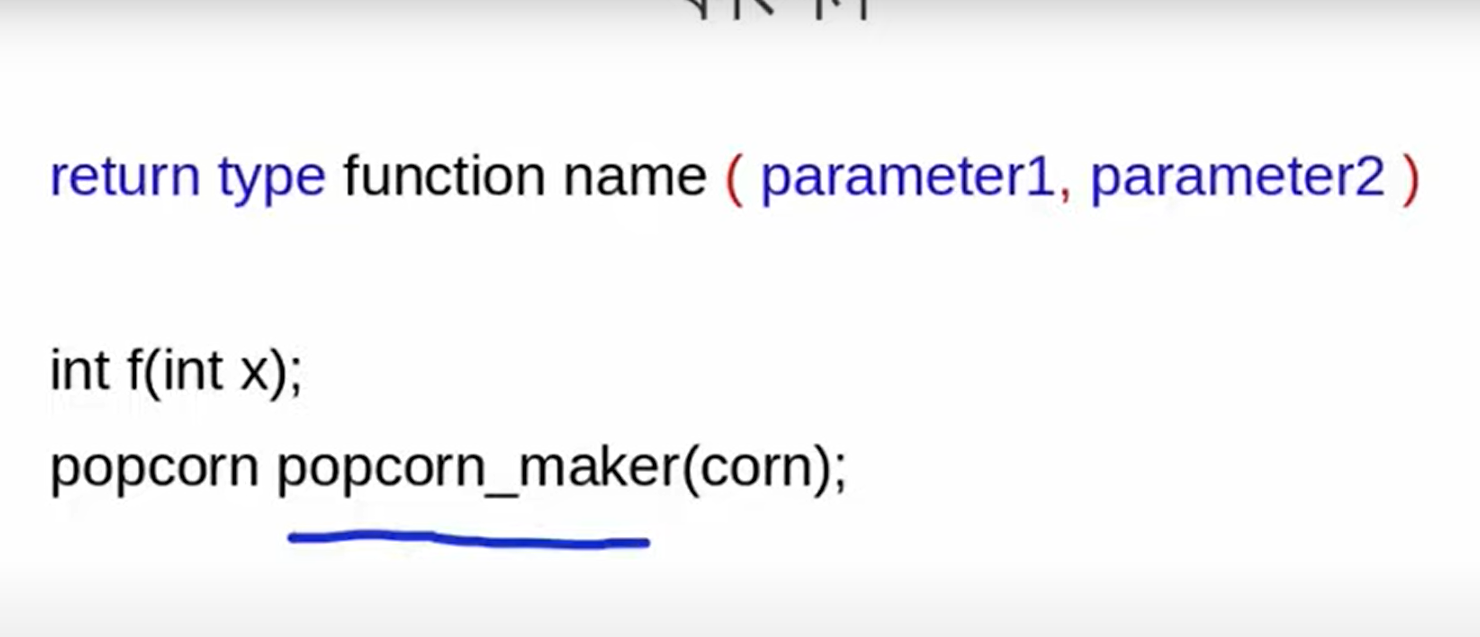 return type function name ( parameter1, parameter2 )
int f(int x);
popcorn popcorn_maker(corn);